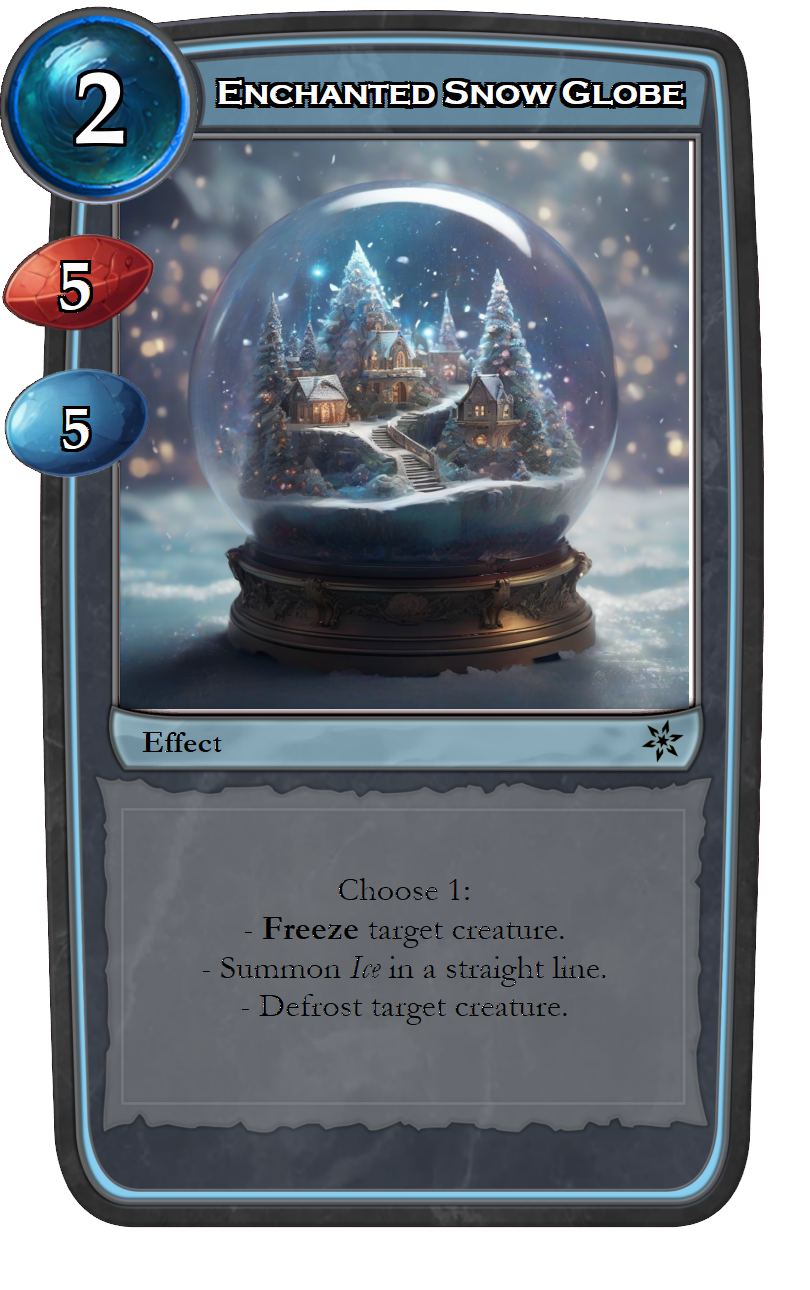 2
Enchanted Snow Globe
5
5
Effect
Choose 1:
- Freeze target creature.
- Summon Ice in a straight line.
- Defrost target creature.